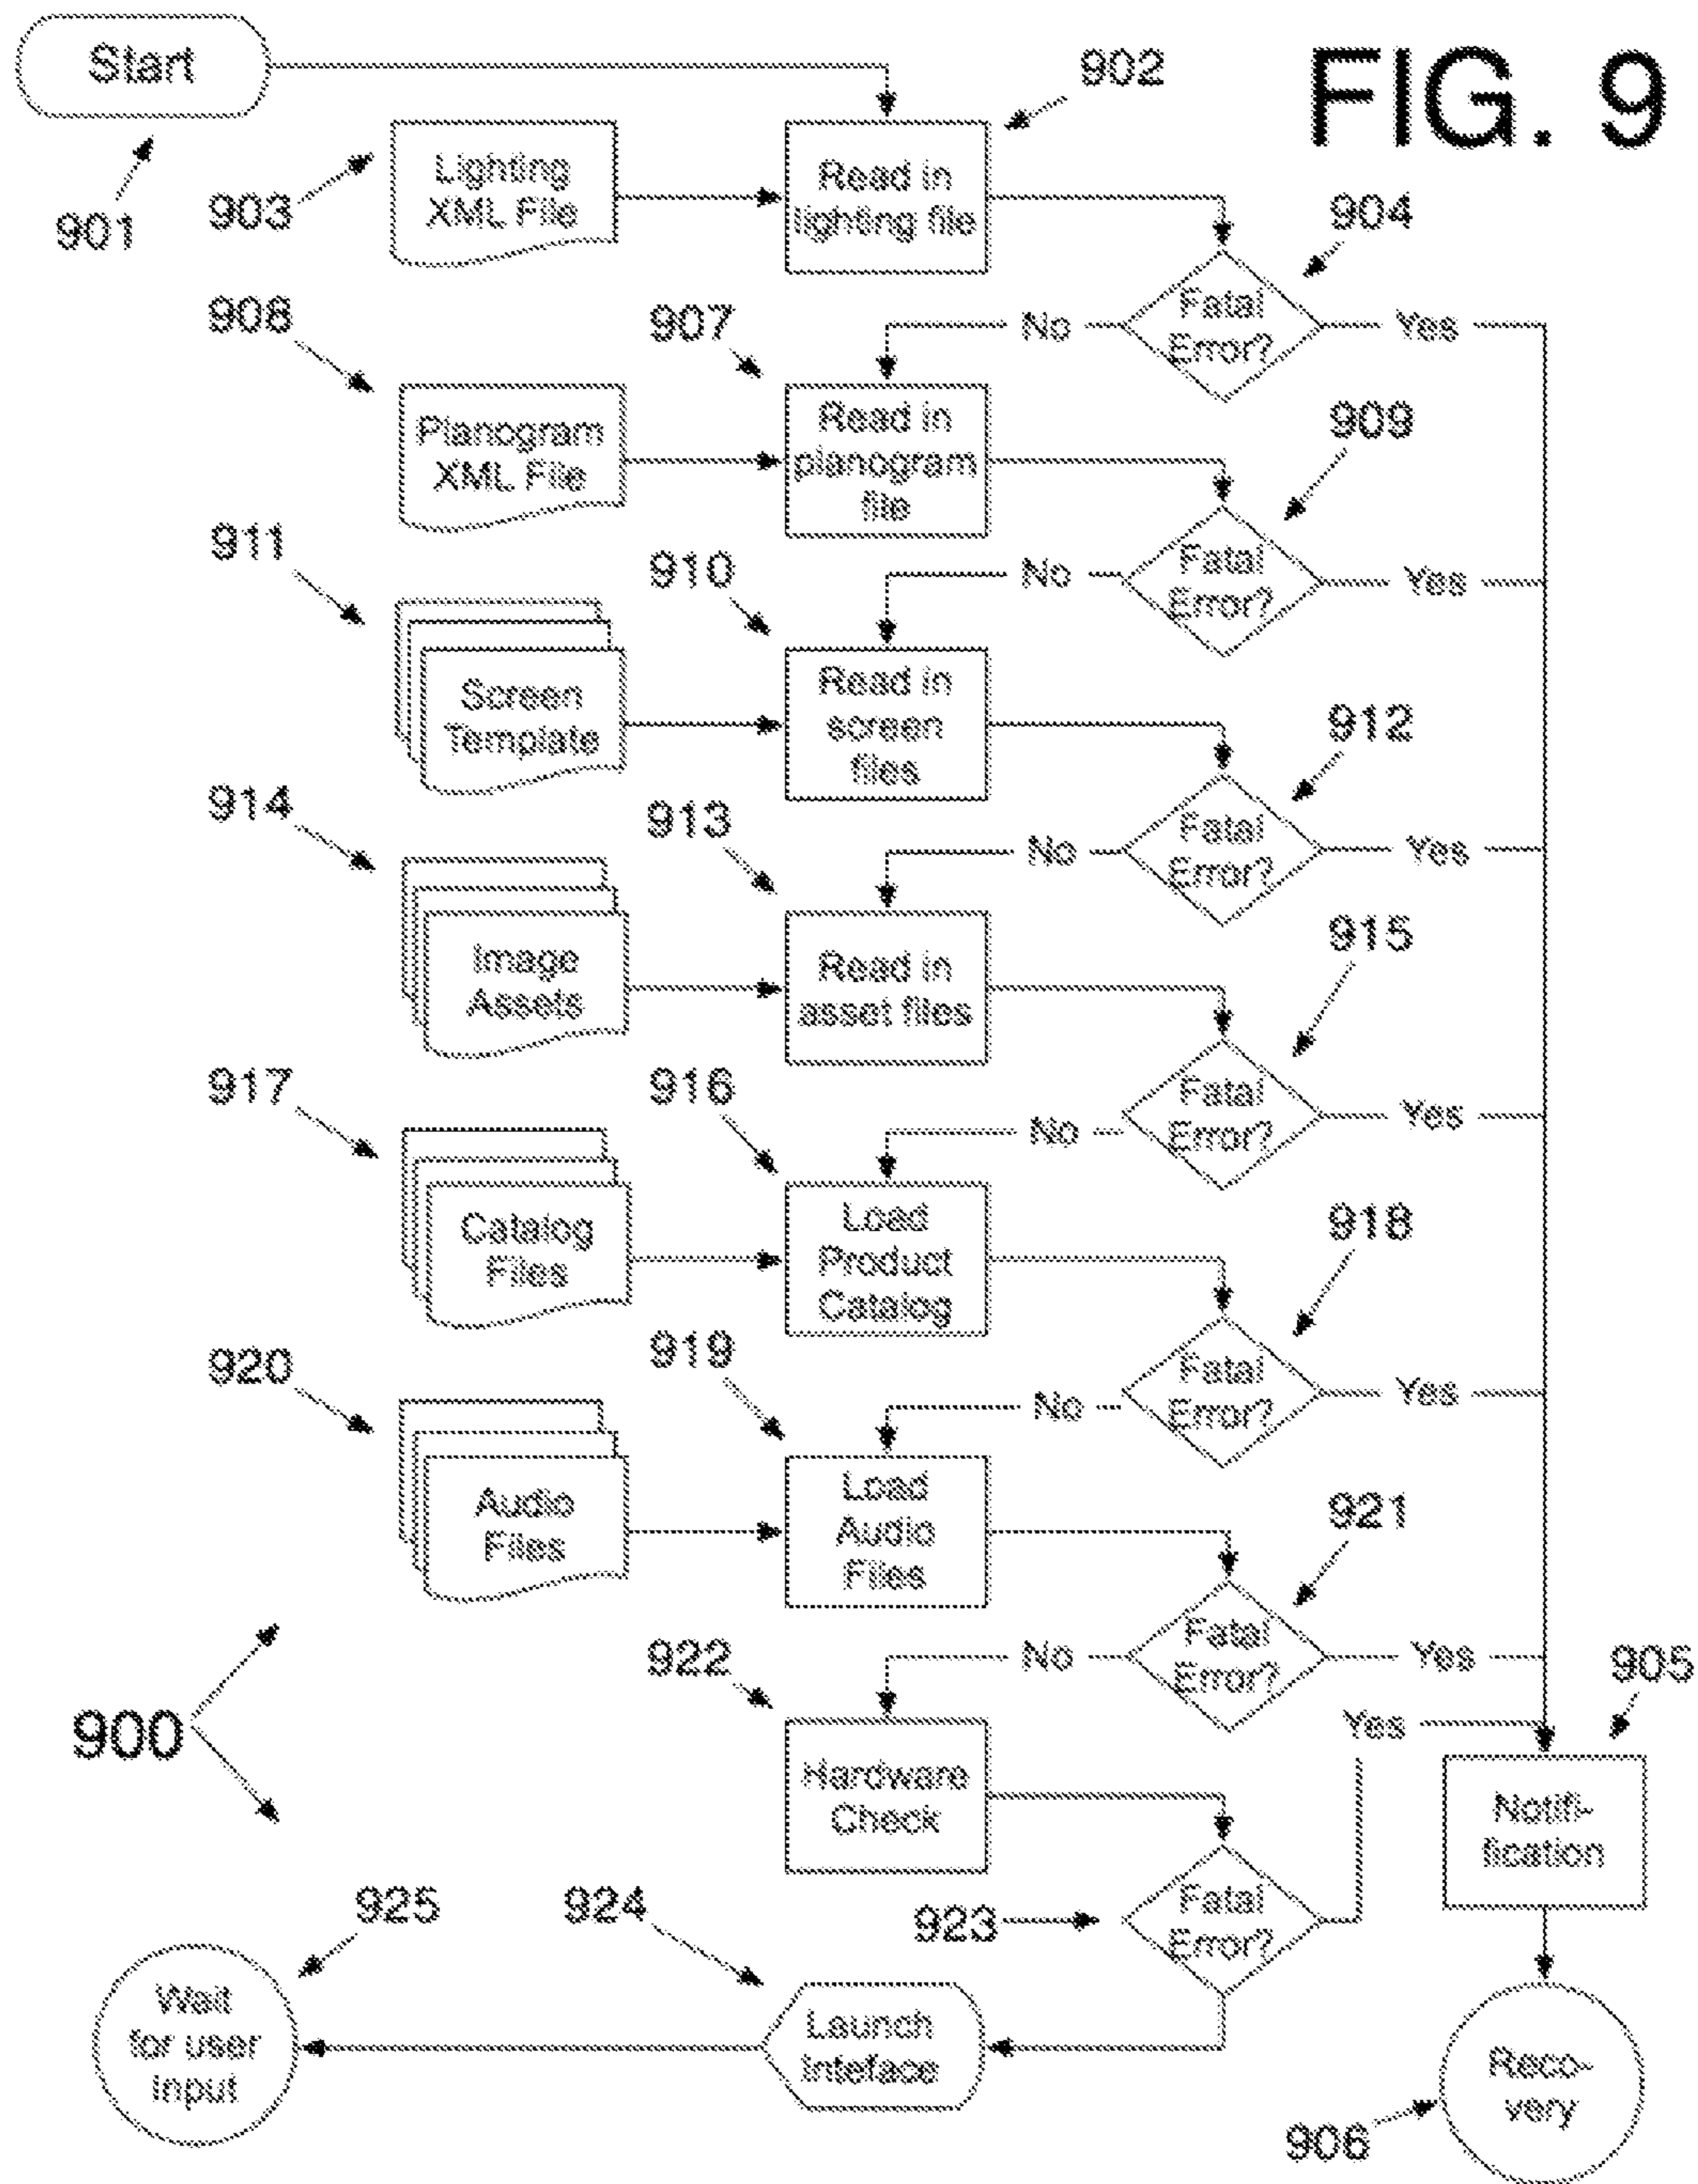 Start
FIG. 9
902
Lighting
XML File
Read in
lighting file
901
903
904
Fatal
Error?
No
Yes
908
907
Planogram
XML File
Read in
planogram
file
909
Fatal
Error?
No
Yes
911
910
Screen
Template
Read in
screen
files
912
Fatal
Error?
No
Yes
914
913
Image
Assets
Read in
asset files
915
Fatal
Error?
No
Yes
917
916
Catalog
Files
Load
Product
Catalog
918
Fatal
Error?
No
Yes
920
919
Audio
Files
Load
Audio
Files
921
Fatal
Error?
No
Yes
922
905
Yes
900
Hardware
Check
Notifi-
fication
925
924
923
Fatal
Error?
Wait
for user
input
Launch
Inteface
Reco-
very
906